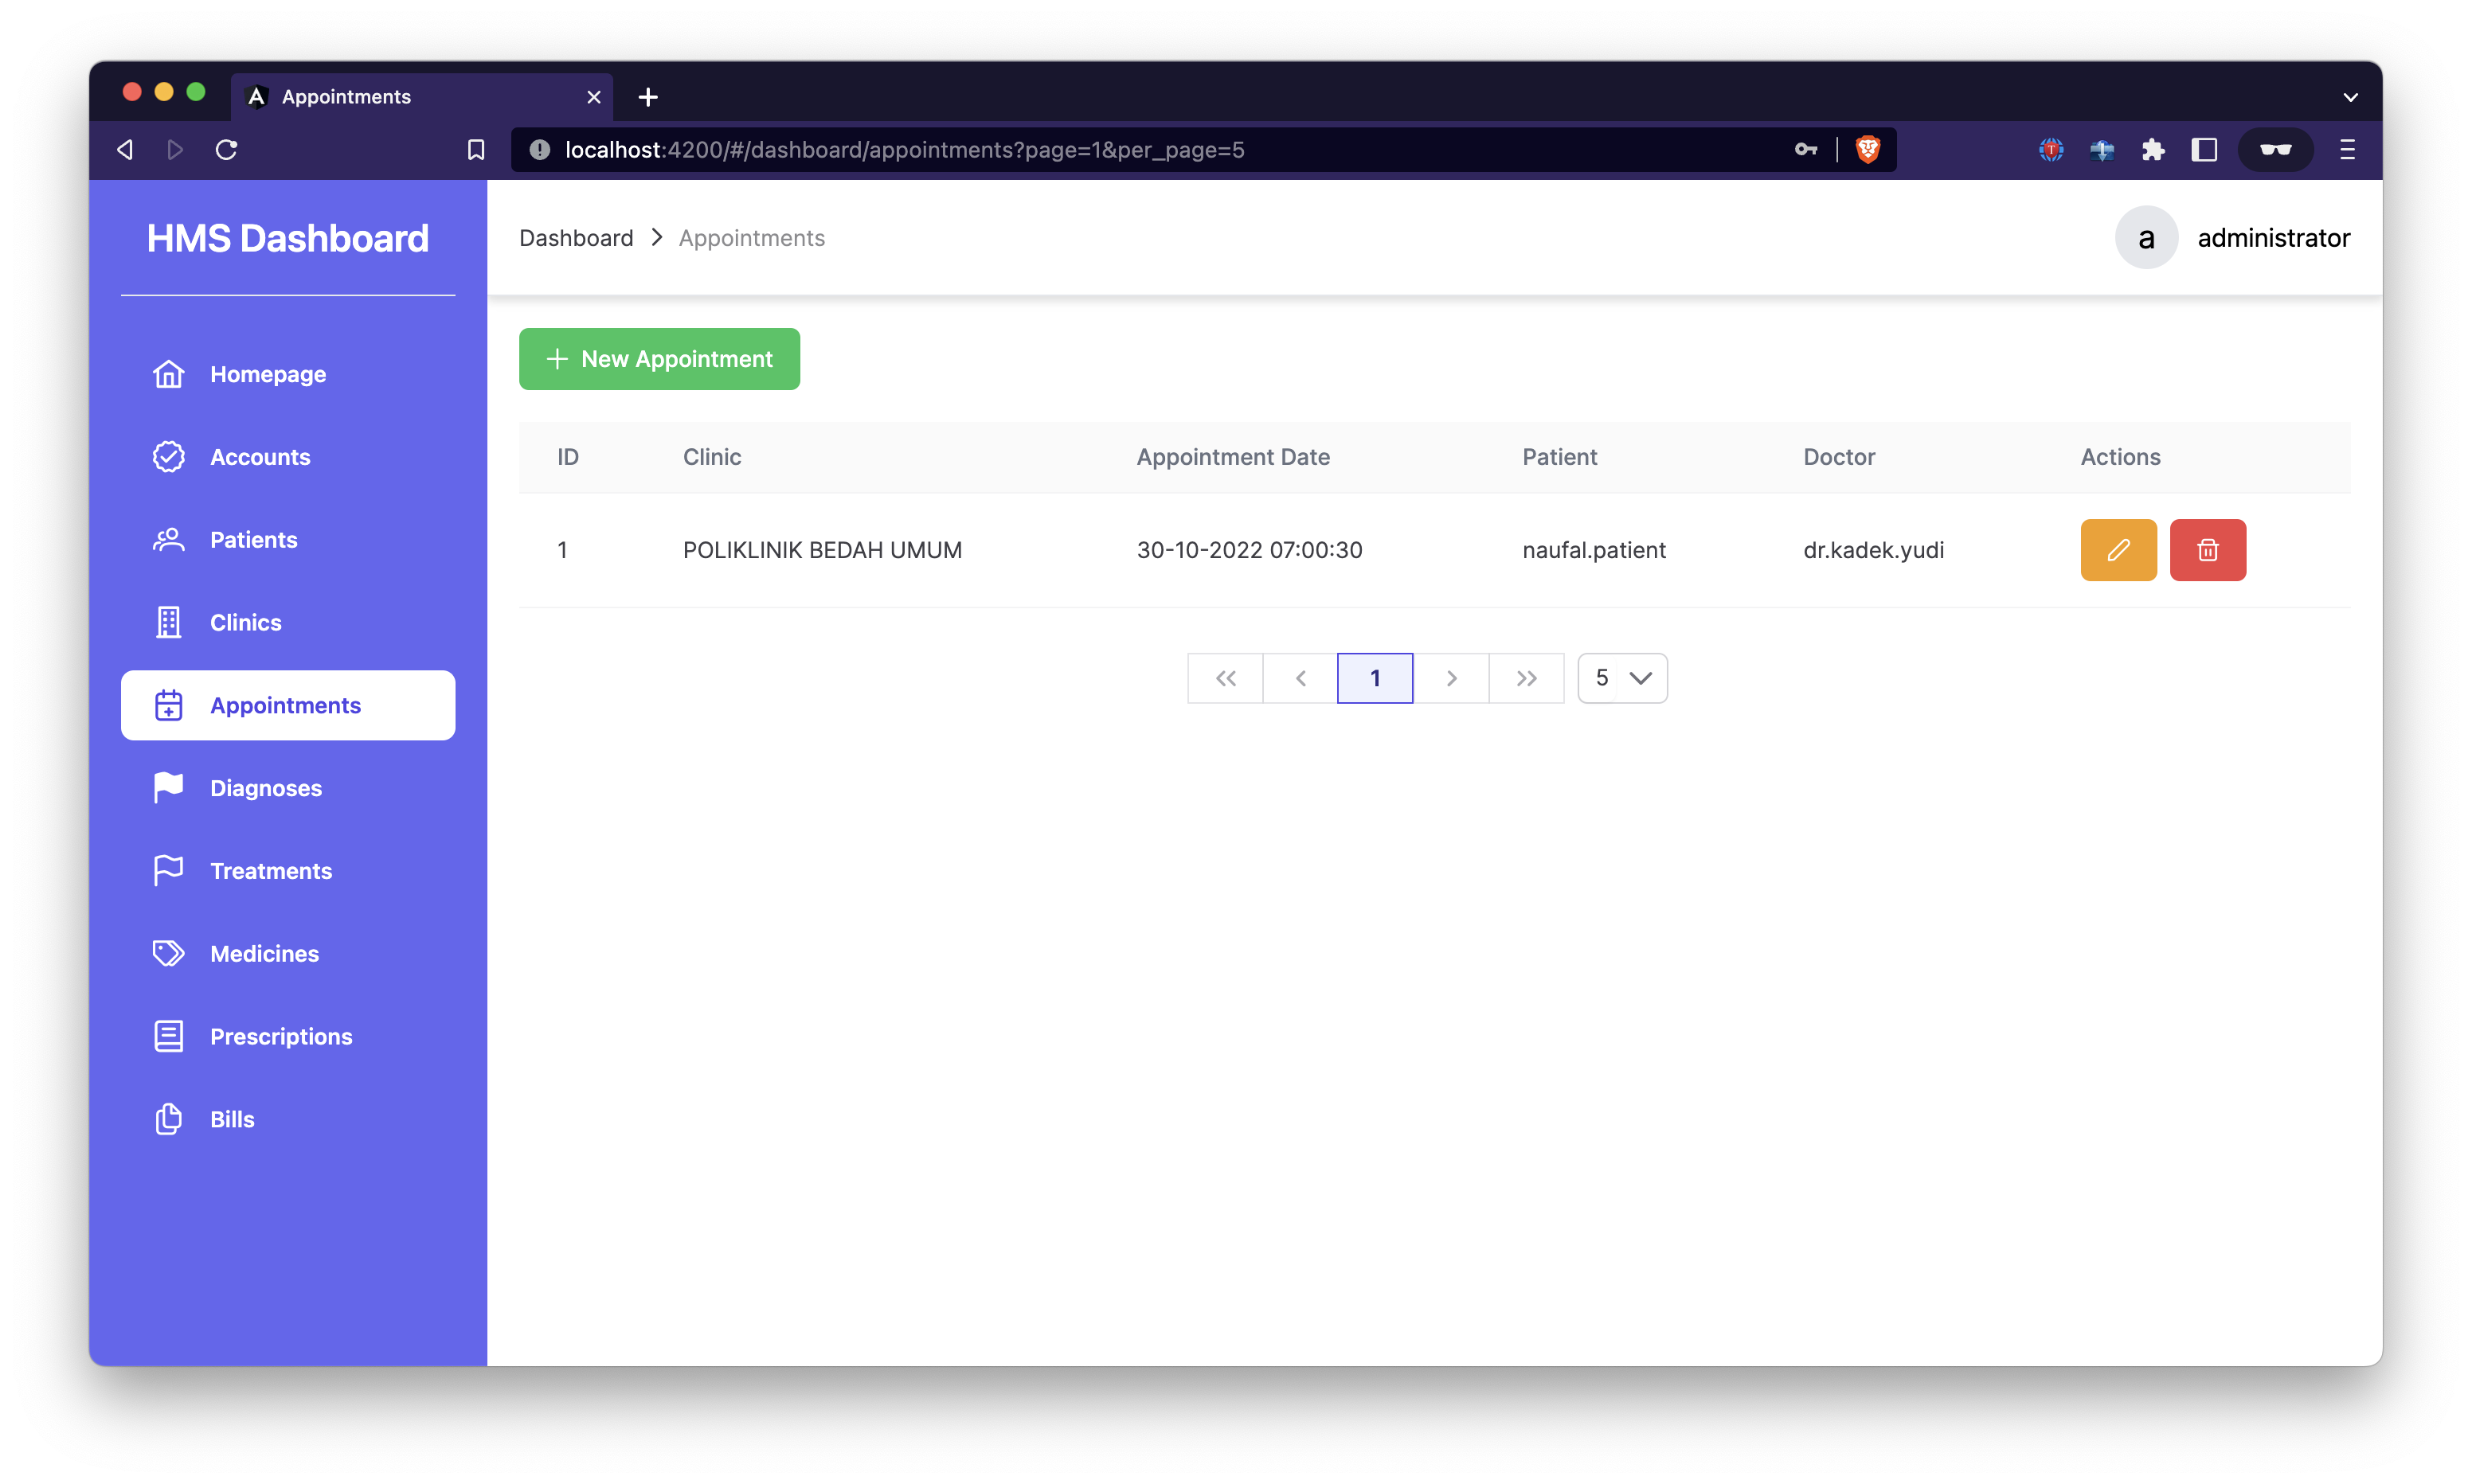 Appointments
localhost:4200/#/dashboard/appointments?page=1&per_page=5
HMS Dashboard
Dashboard > Appointments
a administrator
Homepage
Accounts
Patients
Clinics
Appointments
Diagnoses
Treatments
Medicines
Prescriptions
Bills
+ New Appointment
ID Clinic Appointment Date Patient Doctor Actions
1 POLIKLINIK BEDAH UMUM 30-10-2022 07:00:30 naufal.patient dr.kadek.yudi
1 5